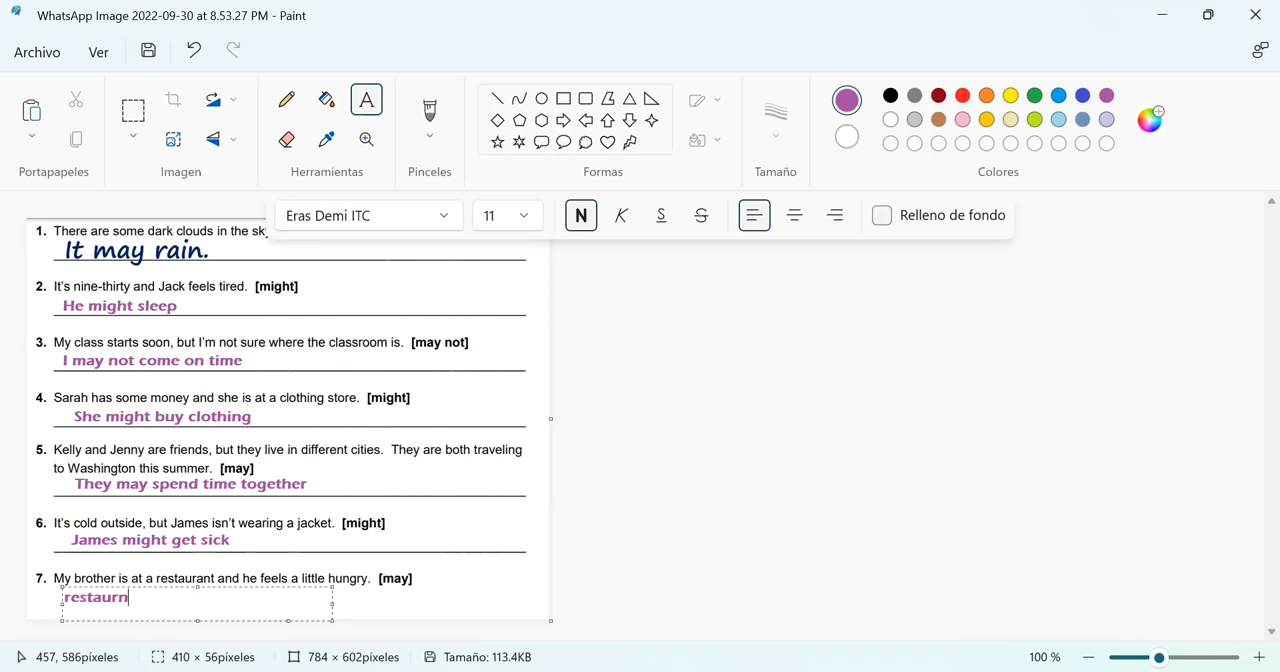 WhatsApp Image 2022-09-30 at 8.53.27 PM - Paint
Archivo Ver
Portapapeles Imagen Herramientas Pinceles Formas Tamaño Colores
Eras Demi ITC 11 N K S S Relleno de fondo
1. There are some dark clouds in the sk
It may rain.
2. It's nine-thirty and Jack feels tired. [might]
He might sleep
3. My class starts soon, but I'm not sure where the classroom is. [may not]
I may not come on time
4. Sarah has some money and she is at a clothing store. [might]
She might buy clothing
5. Kelly and Jenny are friends, but they live in different cities. They are both traveling
to Washington this summer. [may]
They may spend time together
6. It's cold outside, but James isn't wearing a jacket. [might]
James might get sick
7. My brother is at a restaurant and he feels a little hungry. [may]
restaurn
457, 586píxeles 410 × 56píxeles 784 × 602píxeles Tamaño: 113.4KB 100 %